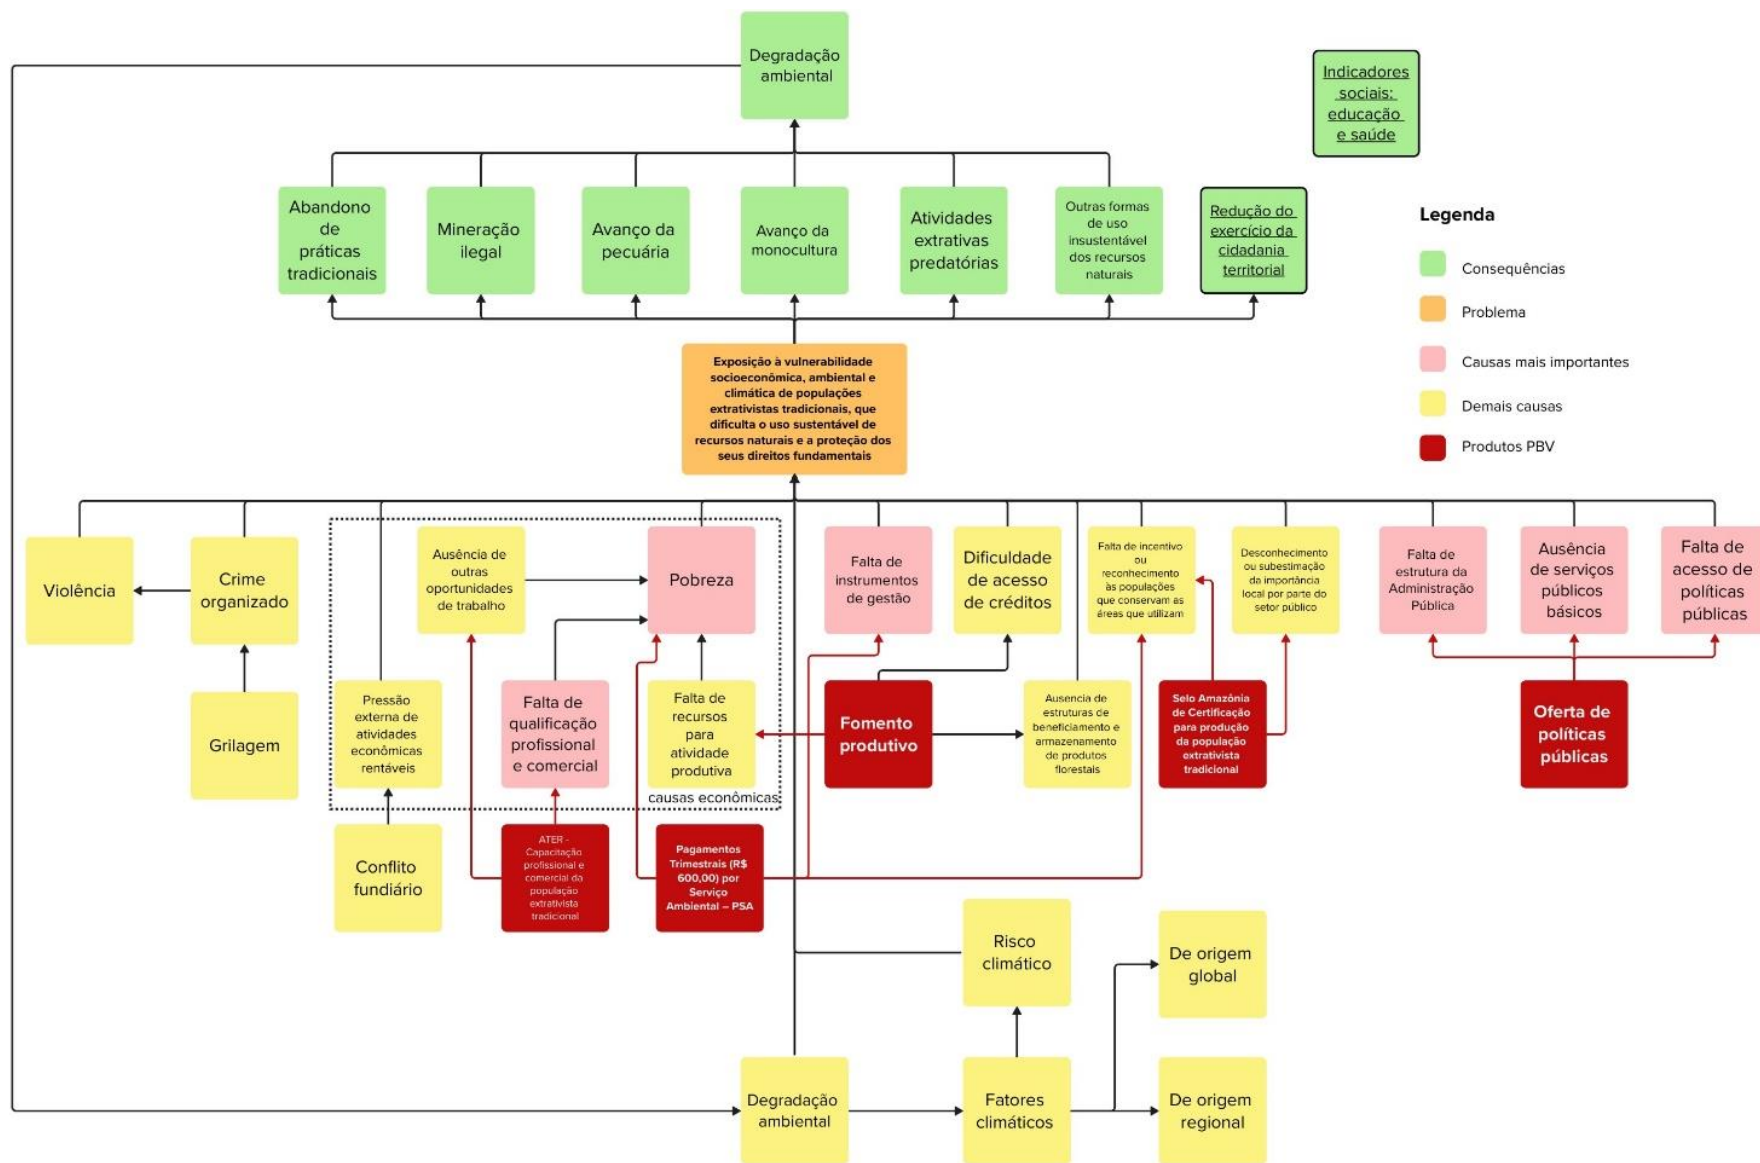 Degradação
ambiental
Indicadores
sociais:
educação
e saúde
Abandono
de
práticas
tradicionais
Mineração
ilegal
Avanço da
pecuária
Avanço da
monocultura
Atividades
extrativas
predatórias
Outras formas
de uso
insustentável
dos recursos
naturais
Redução do
exercício da
cidadania
territorial
Legenda
Consequências
Problema
Causas mais importantes
Demais causas
Produtos PBV
Exposição à vulnerabilidade
socioeconômica, ambiental e
climática de populações
extrativistas tradicionais, que
dificulta o uso sustentável de
recursos naturais e a proteção dos
seus direitos fundamentais
Violência
Crime
organizado
Ausência de
outras
oportunidades
de trabalho
Pobreza
Falta de
instrumentos
de gestão
Dificuldade
de acesso
de créditos
Falta de incentivo
ou
reconhecimento
às populações
que conservam as
áreas que utilizam
Desconhecimento
ou subestimação
da importância
local por parte do
setor público
Falta de
estrutura da
Administração
Pública
Ausência
de serviços
públicos
básicos
Falta de
acesso de
políticas
públicas
Grilagem
Pressão
externa de
atividades
econômicas
rentáveis
Falta de
qualificação
profissional
e comercial
Falta de
recursos
para
atividade
produtiva
causas econômicas
Fomento
produtivo
Ausencia de
estruturas de
beneficiamento e
armazenamento
de produtos
florestais
Selo Amazônia
de Certificação
para produção
da população
extrativista
tradicional
Oferta de
políticas
públicas
Conflito
fundiário
ATER -
Capacitação
profissional e
comercial da
população
extrativista
tradicional
Pagamentos
Trimestrais (R$
600,00) por
Serviço
Ambiental – PSA
Risco
climático
De origem
global
Degradação
ambiental
Fatores
climáticos
De origem
regional